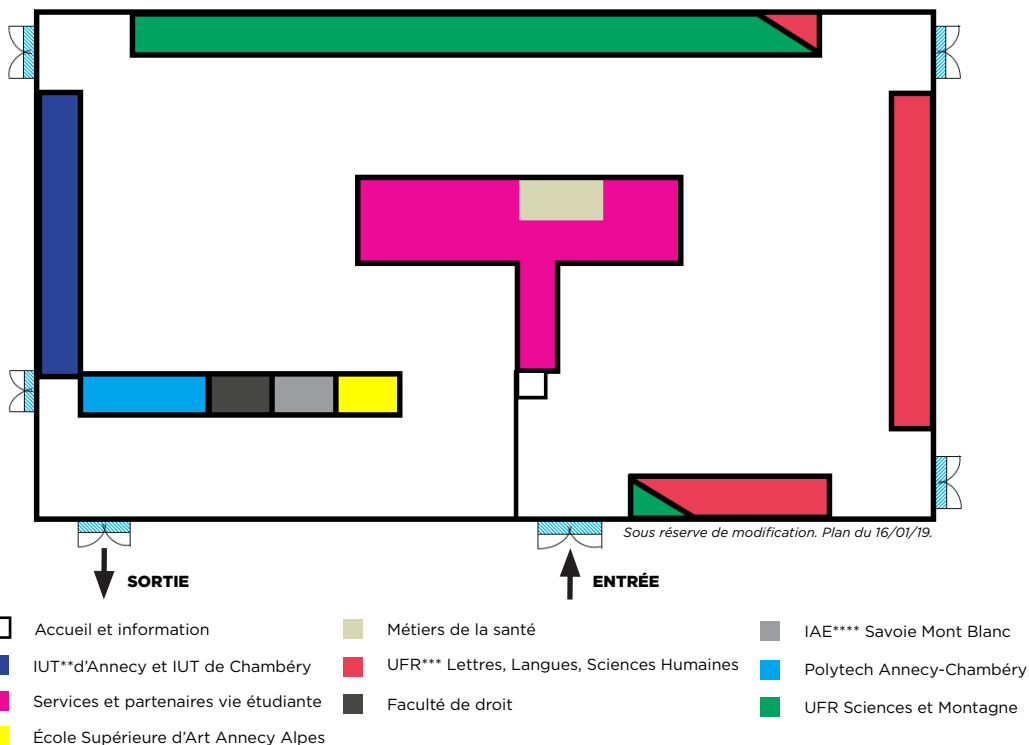 Sous réserve de modification. Plan du 16/01/19.
SORTIE
ENTRÉE
Accueil et information
IUT**d'Annecy et IUT de Chambéry
Services et partenaires vie étudiante
École Supérieure d'Art Annecy Alpes
Métiers de la santé
UFR*** Lettres, Langues, Sciences Humaines
Faculté de droit
IAE**** Savoie Mont Blanc
Polytech Annecy-Chambéry
UFR Sciences et Montagne